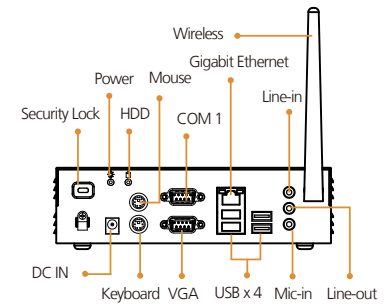 Wireless
Gigabit Ethernet
Power Mouse
Line-in
Security Lock HDD
COM 1
DC IN
Keyboard VGA USB x 4 Mic-in Line-out